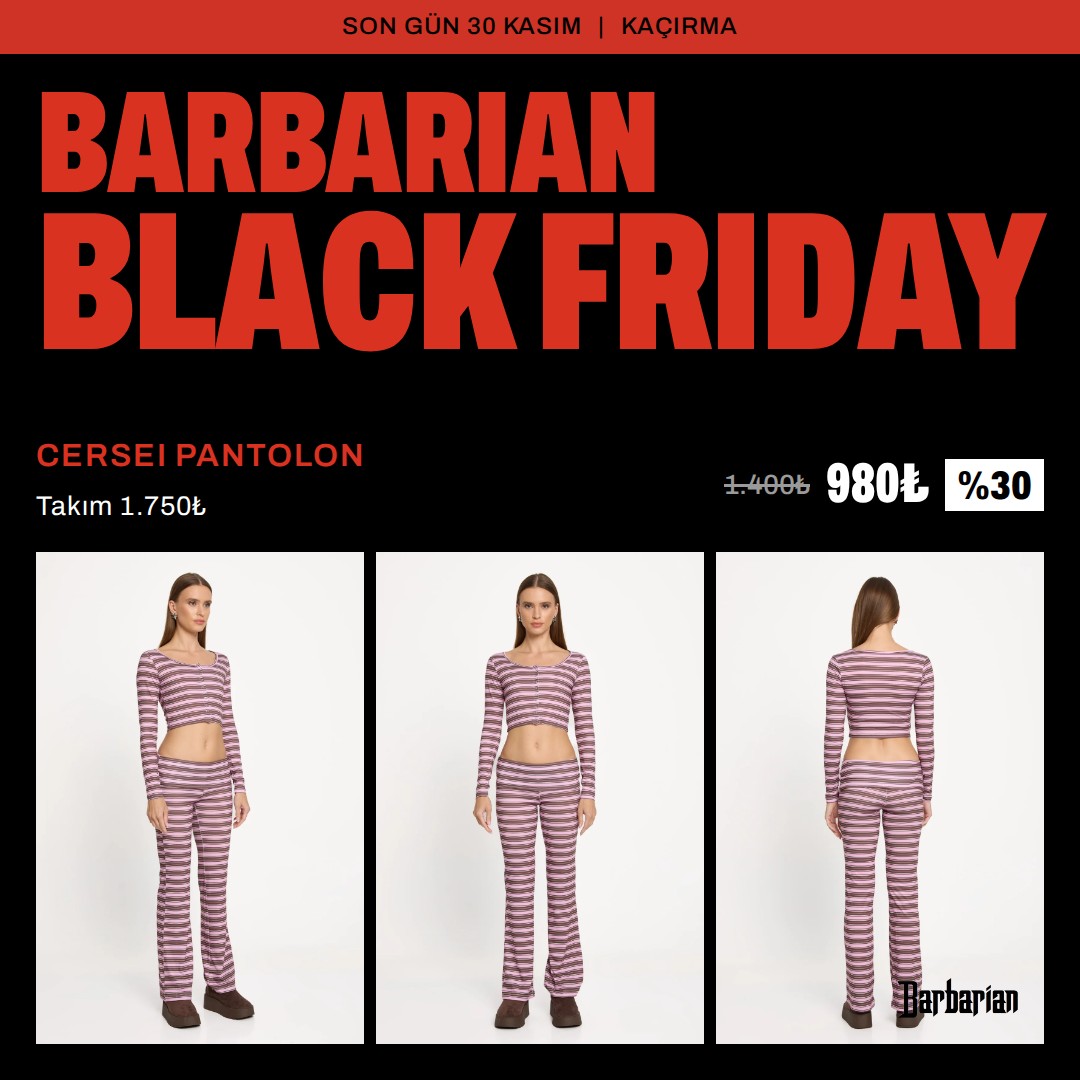 SON GÜN 30 KASIM | KAÇIRMA
BARBARIAN
BLACK FRIDAY
CERSEI PANTOLON
Takım 1.750₺
1.400₺ 980₺ %30
Barbarian